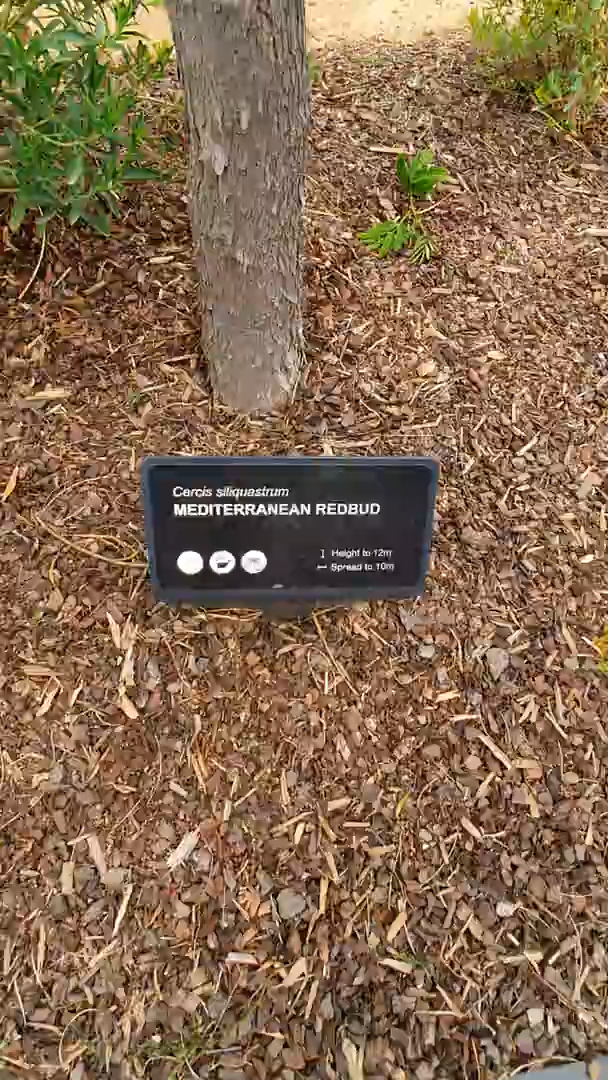 Cercis siliquastrum
MEDITERRANEAN REDBUD
Height to 12m
Spread to 10m